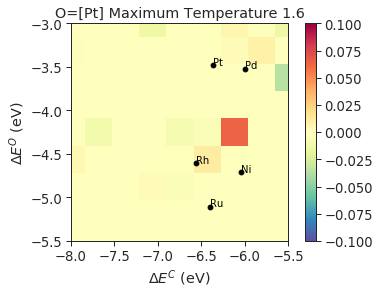 O=[Pt] Maximum Temperature 1.6
−3.0
−3.5
−4.0
−4.5
−5.0
−5.5
ΔE^O (eV)
Pt
Pd
Rh
Ni
Ru
−8.0 −7.5 −7.0 −6.5 −6.0 −5.5
ΔE^C (eV)
0.100
0.075
0.050
0.025
0.000
−0.025
−0.050
−0.075
−0.100